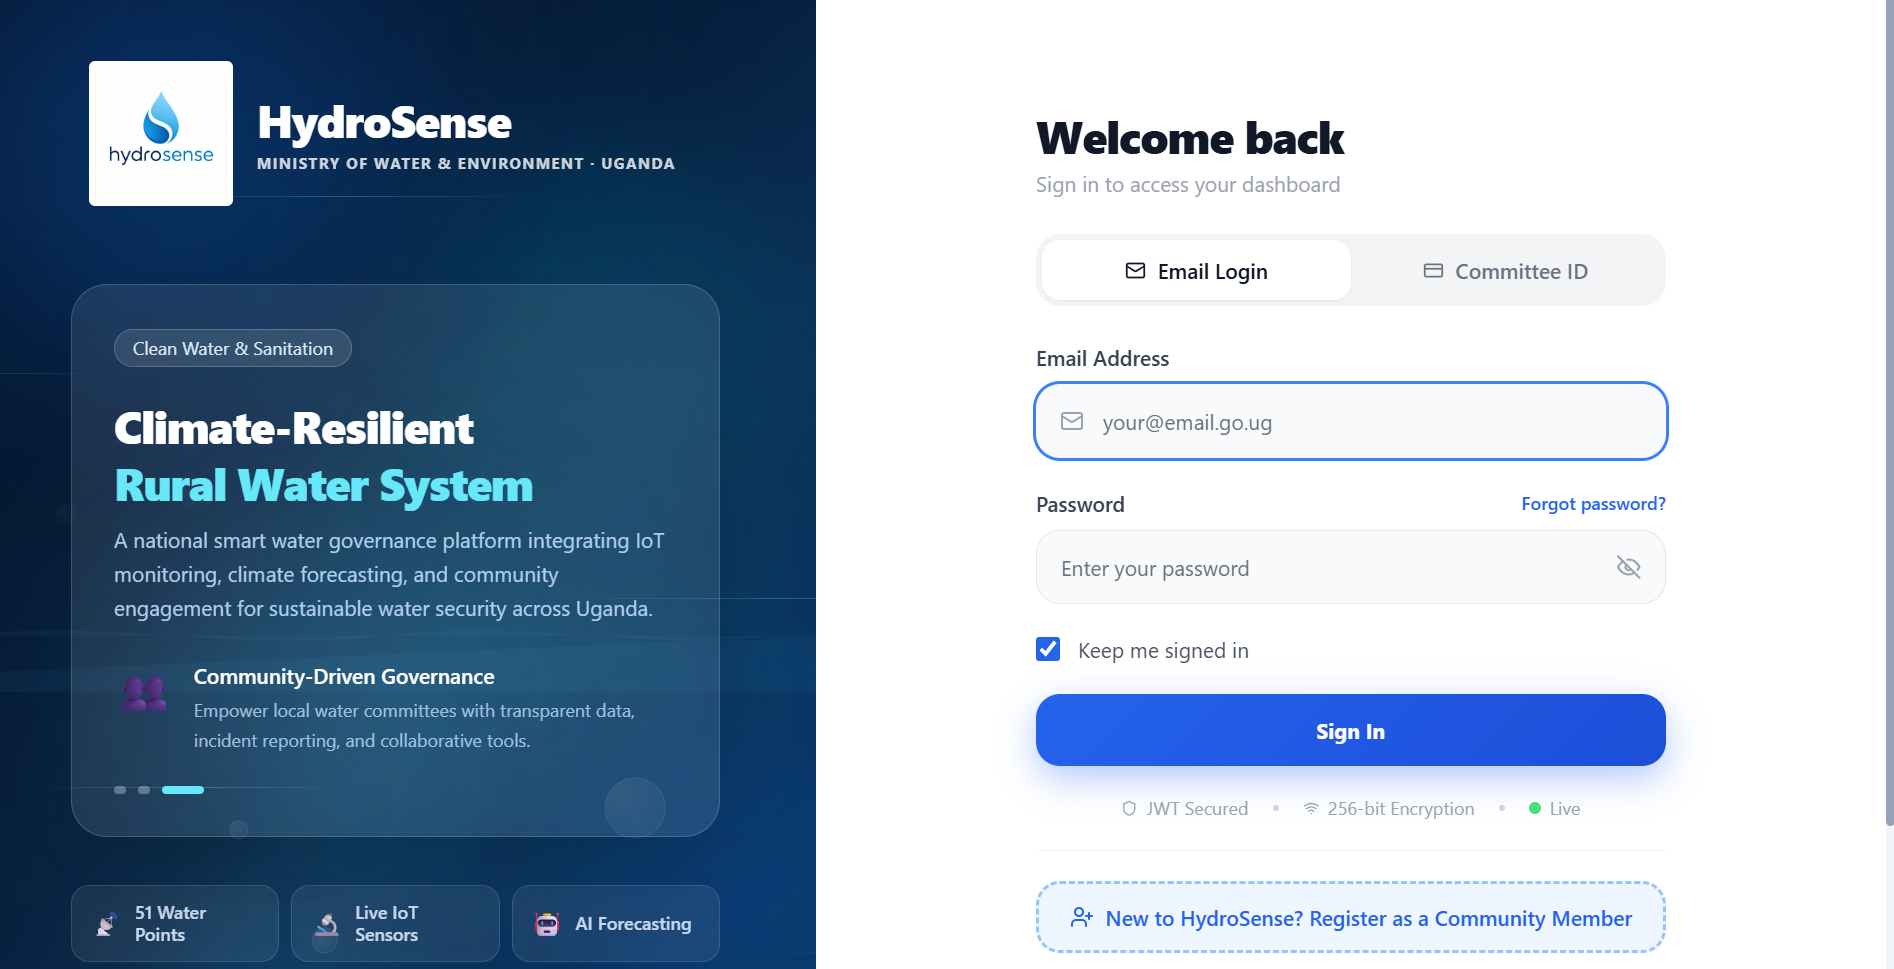 hydrosense
HydroSense
MINISTRY OF WATER & ENVIRONMENT · UGANDA
Clean Water & Sanitation
Climate-Resilient
Rural Water System
A national smart water governance platform integrating IoT
monitoring, climate forecasting, and community
engagement for sustainable water security across Uganda.
Community-Driven Governance
Empower local water committees with transparent data,
incident reporting, and collaborative tools.
51 Water
Points
Live IoT
Sensors
AI Forecasting
Welcome back
Sign in to access your dashboard
Email Login
Committee ID
Email Address
your@email.go.ug
Password
Forgot password?
Enter your password
Keep me signed in
Sign In
JWT Secured • 256-bit Encryption • Live
New to HydroSense? Register as a Community Member